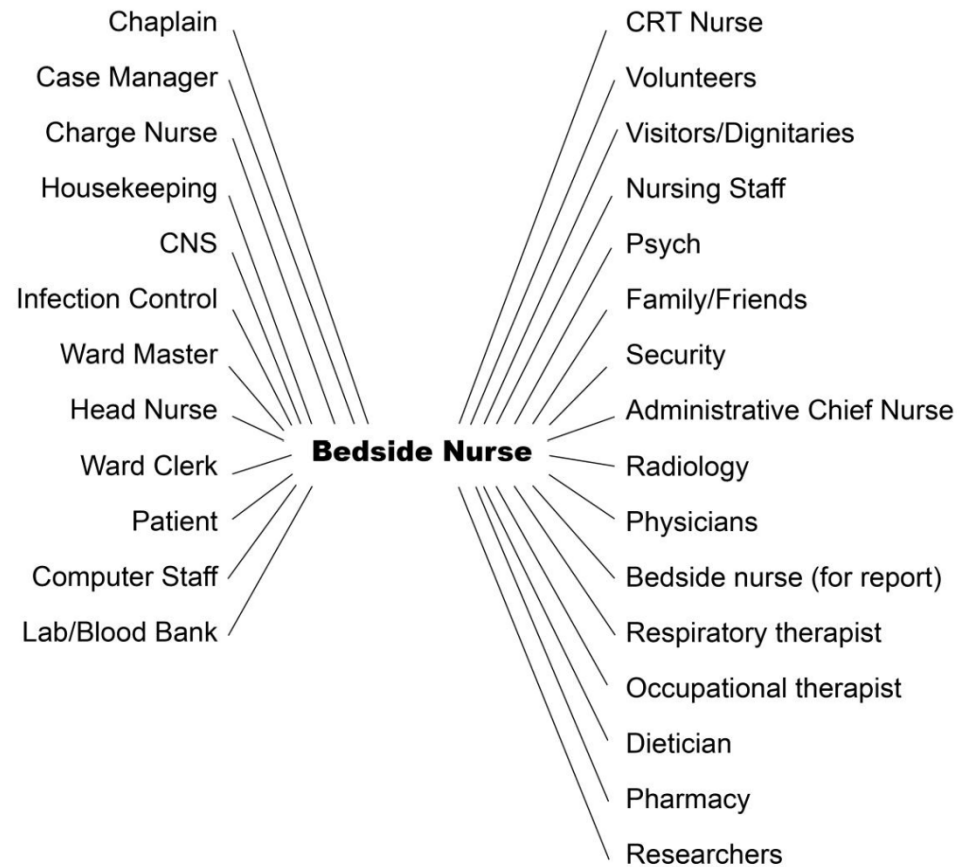 Chaplain
Case Manager
Charge Nurse
Housekeeping
CNS
Infection Control
Ward Master
Head Nurse
Ward Clerk
Patient
Computer Staff
Lab/Blood Bank
Bedside Nurse
CRT Nurse
Volunteers
Visitors/Dignitaries
Nursing Staff
Psych
Family/Friends
Security
Administrative Chief Nurse
Radiology
Physicians
Bedside nurse (for report)
Respiratory therapist
Occupational therapist
Dietician
Pharmacy
Researchers